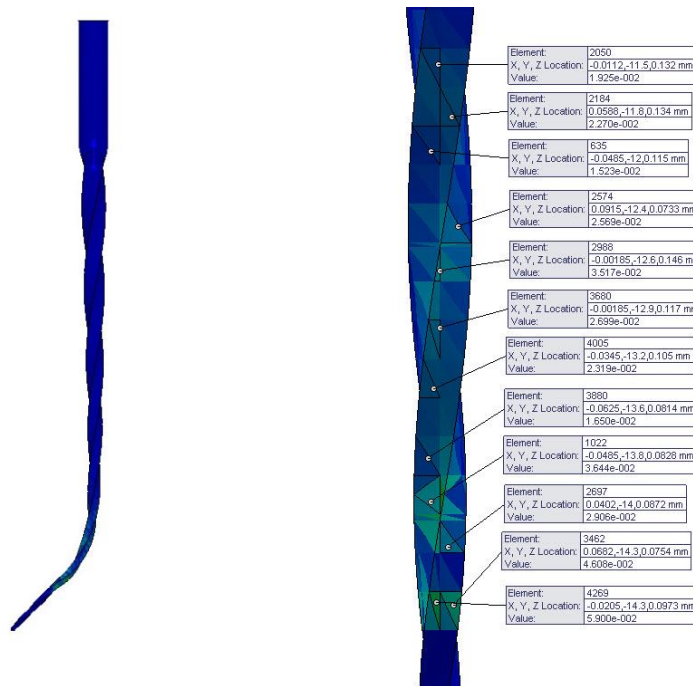 Element: 2050
X, Y, Z Location: -0.0112,-11.5,0.132 mm
Value: 1.925e-002
Element: 2184
X, Y, Z Location: 0.0588,-11.8,0.134 mm
Value: 2.270e-002
Element: 635
X, Y, Z Location: -0.0485,-12,0.115 mm
Value: 1.523e-002
Element: 2574
X, Y, Z Location: 0.0915,-12.4,0.0733 mm
Value: 2.569e-002
Element: 2988
X, Y, Z Location: -0.00185,-12.6,0.146 mm
Value: 3.517e-002
Element: 3680
X, Y, Z Location: -0.00185,-12.9,0.117 mm
Value: 2.699e-002
Element: 4005
X, Y, Z Location: -0.0345,-13.2,0.105 mm
Value: 2.319e-002
Element: 3880
X, Y, Z Location: -0.0625,-13.6,0.0814 mm
Value: 1.650e-002
Element: 1022
X, Y, Z Location: -0.0485,-13.8,0.0828 mm
Value: 3.644e-002
Element: 2697
X, Y, Z Location: 0.0402,-14,0.0872 mm
Value: 2.906e-002
Element: 3462
X, Y, Z Location: 0.0682,-14.3,0.0754 mm
Value: 4.608e-002
Element: 4269
X, Y, Z Location: -0.0205,-14.3,0.0973 mm
Value: 5.900e-002